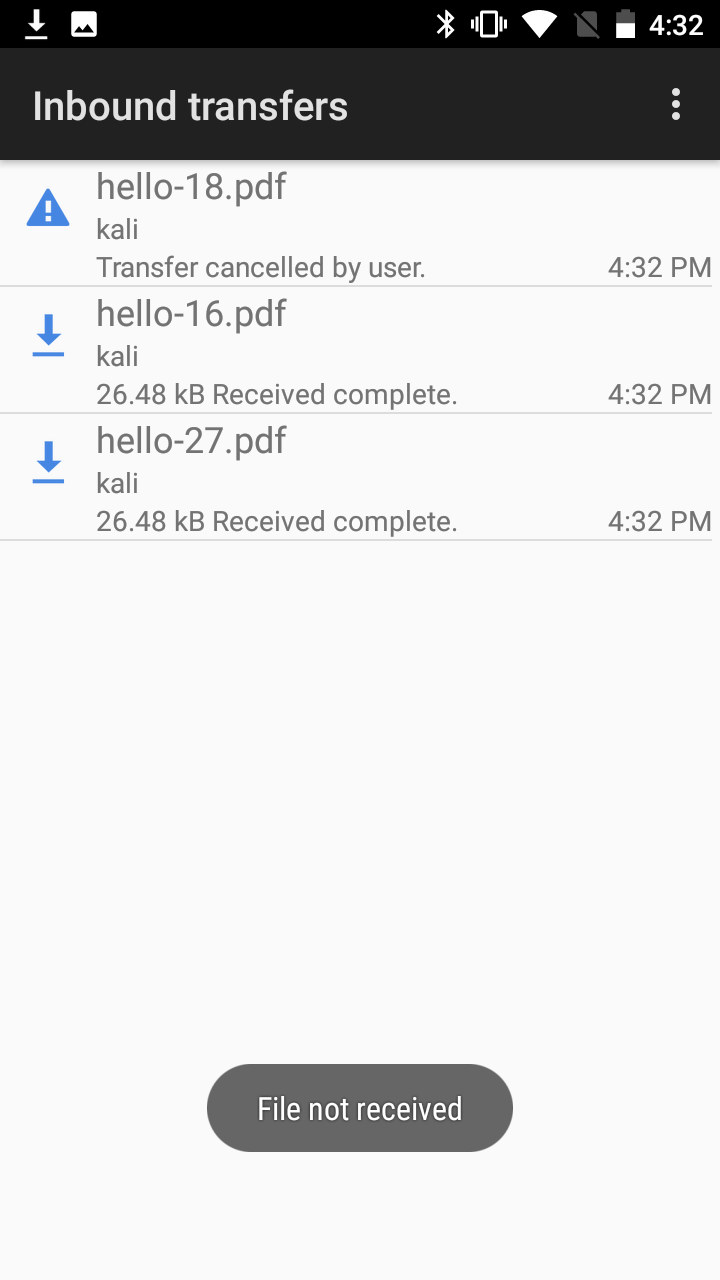 4:32
Inbound transfers
hello-18.pdf
kali
Transfer cancelled by user. 4:32 PM
hello-16.pdf
kali
26.48 kB Received complete. 4:32 PM
hello-27.pdf
kali
26.48 kB Received complete. 4:32 PM
File not received